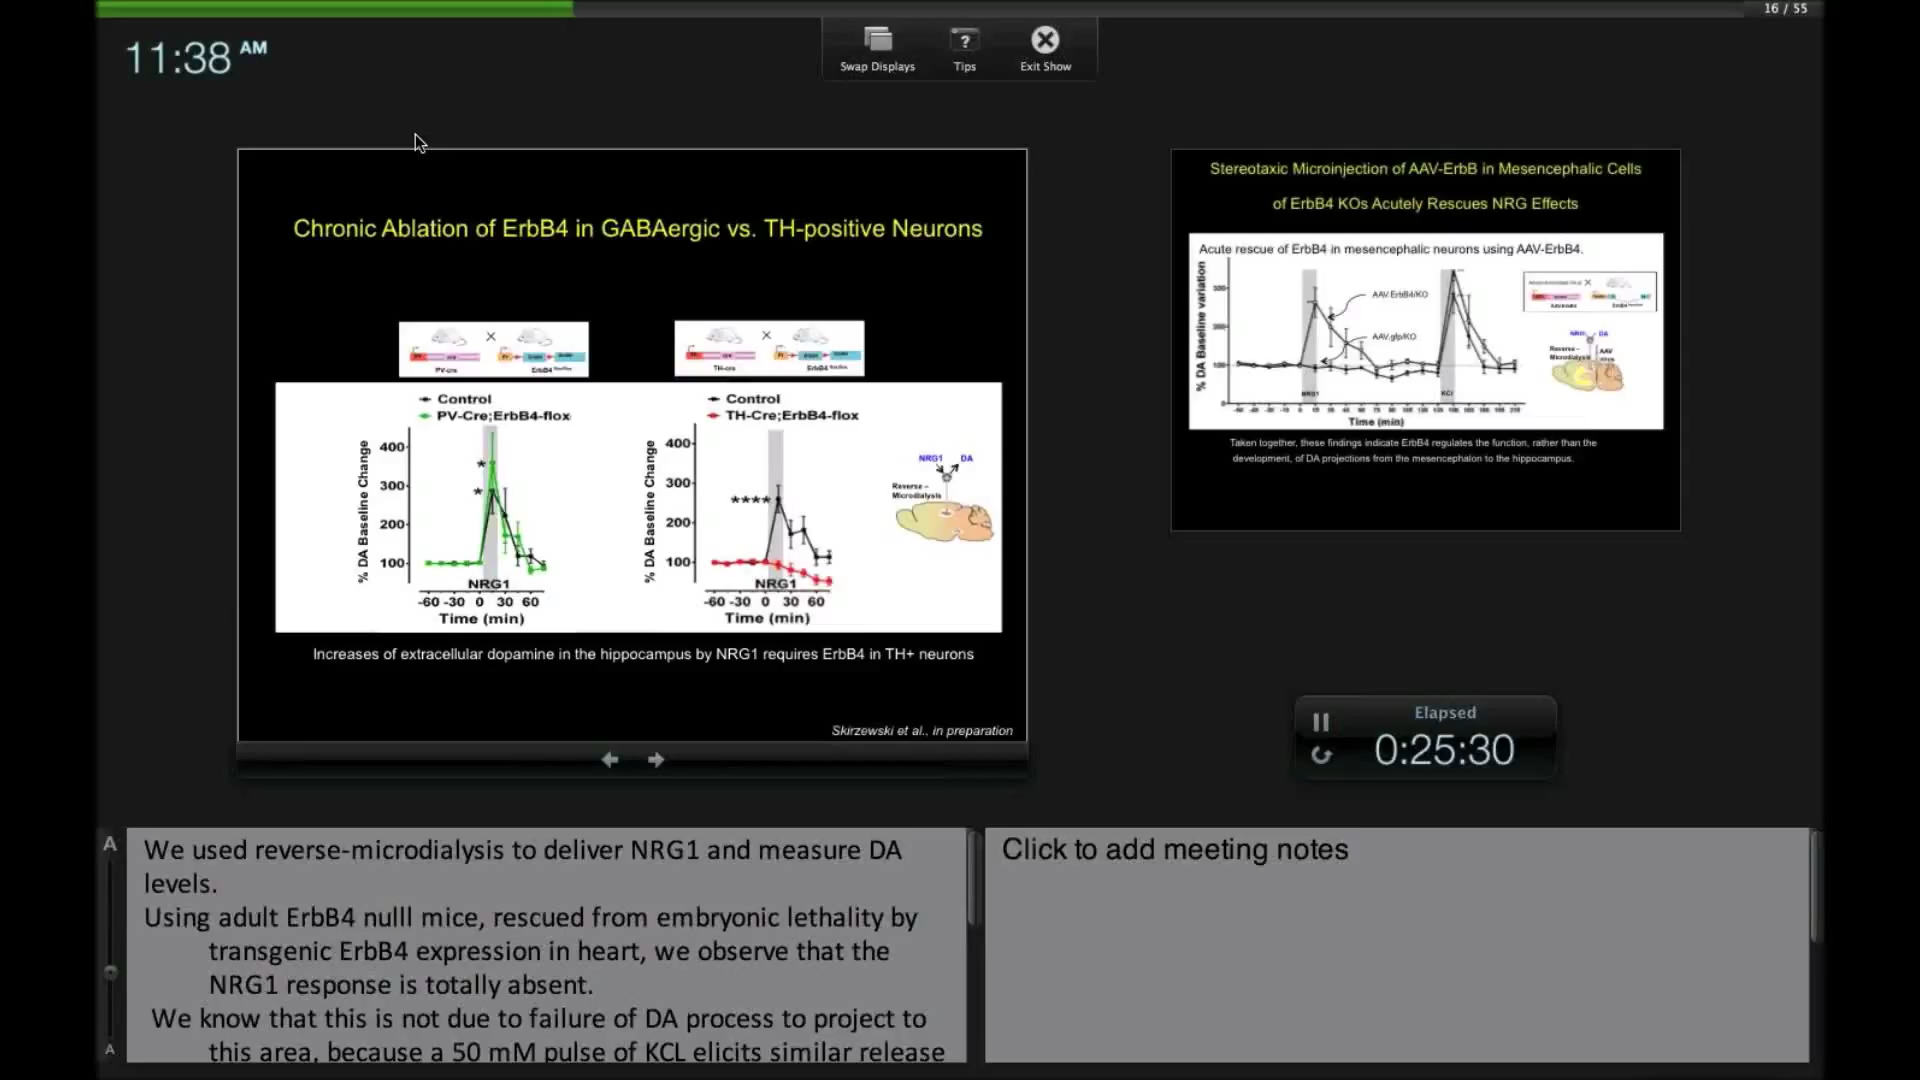 16 / 55
11:38 AM
Swap Displays
Tips
Exit Show
Chronic Ablation of ErbB4 in GABAergic vs. TH-positive Neurons
PV-cre
TH-cre
Control
PV-Cre;ErbB4-flox
Control
TH-Cre;ErbB4-flox
% DA Baseline Change
400
300
200
100
*
*
NRG1
-60 -30 0 30 60
Time (min)
% DA Baseline Change
400
300
200
100
****
NRG1
-60 -30 0 30 60
Time (min)
NRG1 DA
Reverse –
Microdialysis
Increases of extracellular dopamine in the hippocampus by NRG1 requires ErbB4 in TH+ neurons
Skirzewski et al., in preparation
Stereotaxic Microinjection of AAV-ErbB in Mesencephalic Cells
of ErbB4 KOs Acutely Rescues NRG Effects
Acute rescue of ErbB4 in mesencephalic neurons using AAV-ErbB4.
% DA Baseline variation
AAV.ErbB4/KO
AAV.gfp/KO
NRG1
KCl
Time (min)
NRG1 DA
Reverse –
Microdialysis
AAV
Taken together, these findings indicate ErbB4 regulates the function, rather than the
development, of DA projections from the mesencephalon to the hippocampus.
Elapsed
0:25:30
A
A
We used reverse-microdialysis to deliver NRG1 and measure DA
levels.
Using adult ErbB4 nulll mice, rescued from embryonic lethality by
transgenic ErbB4 expression in heart, we observe that the
NRG1 response is totally absent.
We know that this is not due to failure of DA process to project to
this area, because a 50 mM pulse of KCL elicits similar release
Click to add meeting notes